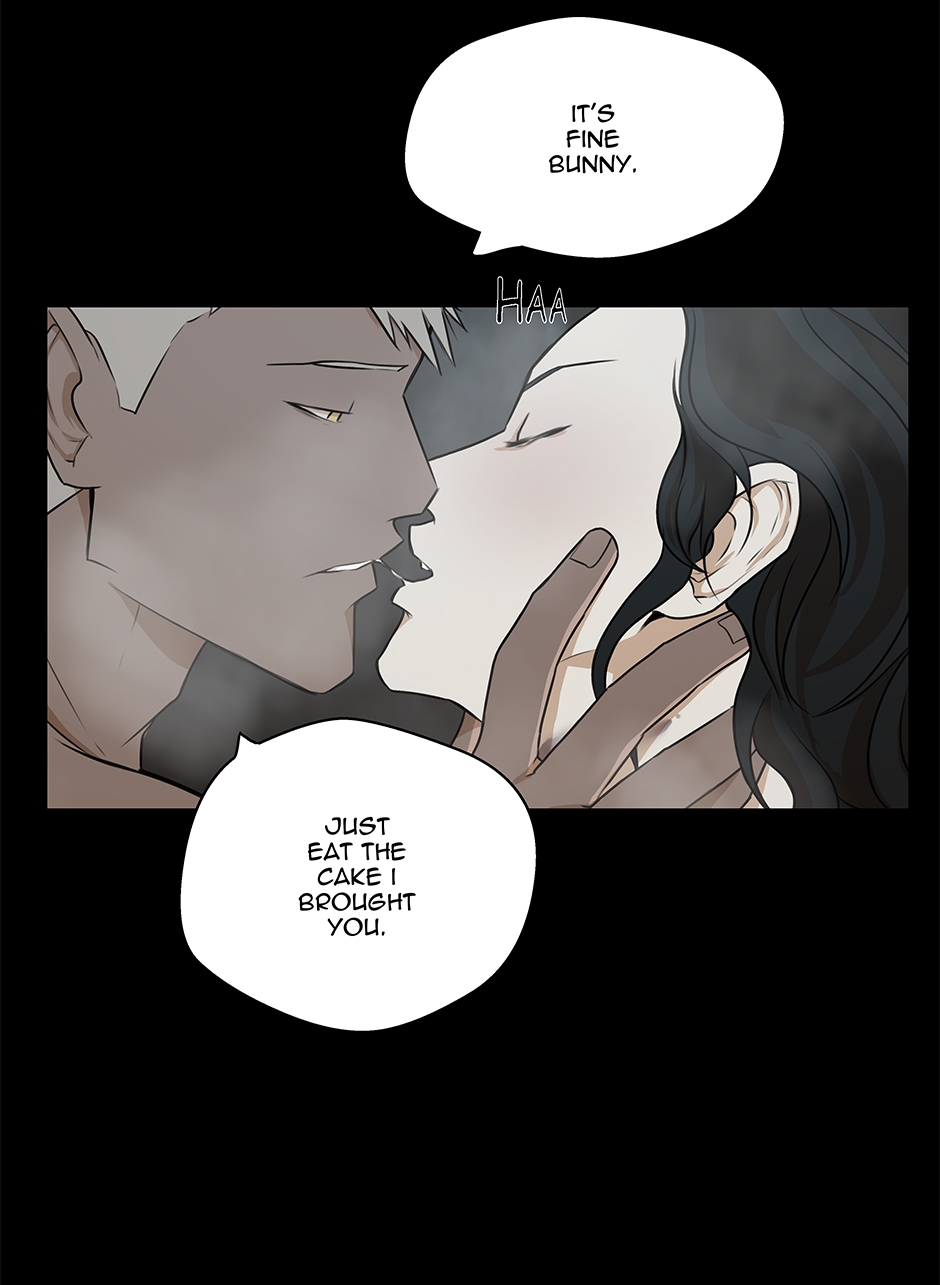 IT'S
FINE
BUNNY.
HAA
JUST
EAT THE
CAKE I
BROUGHT
YOU.